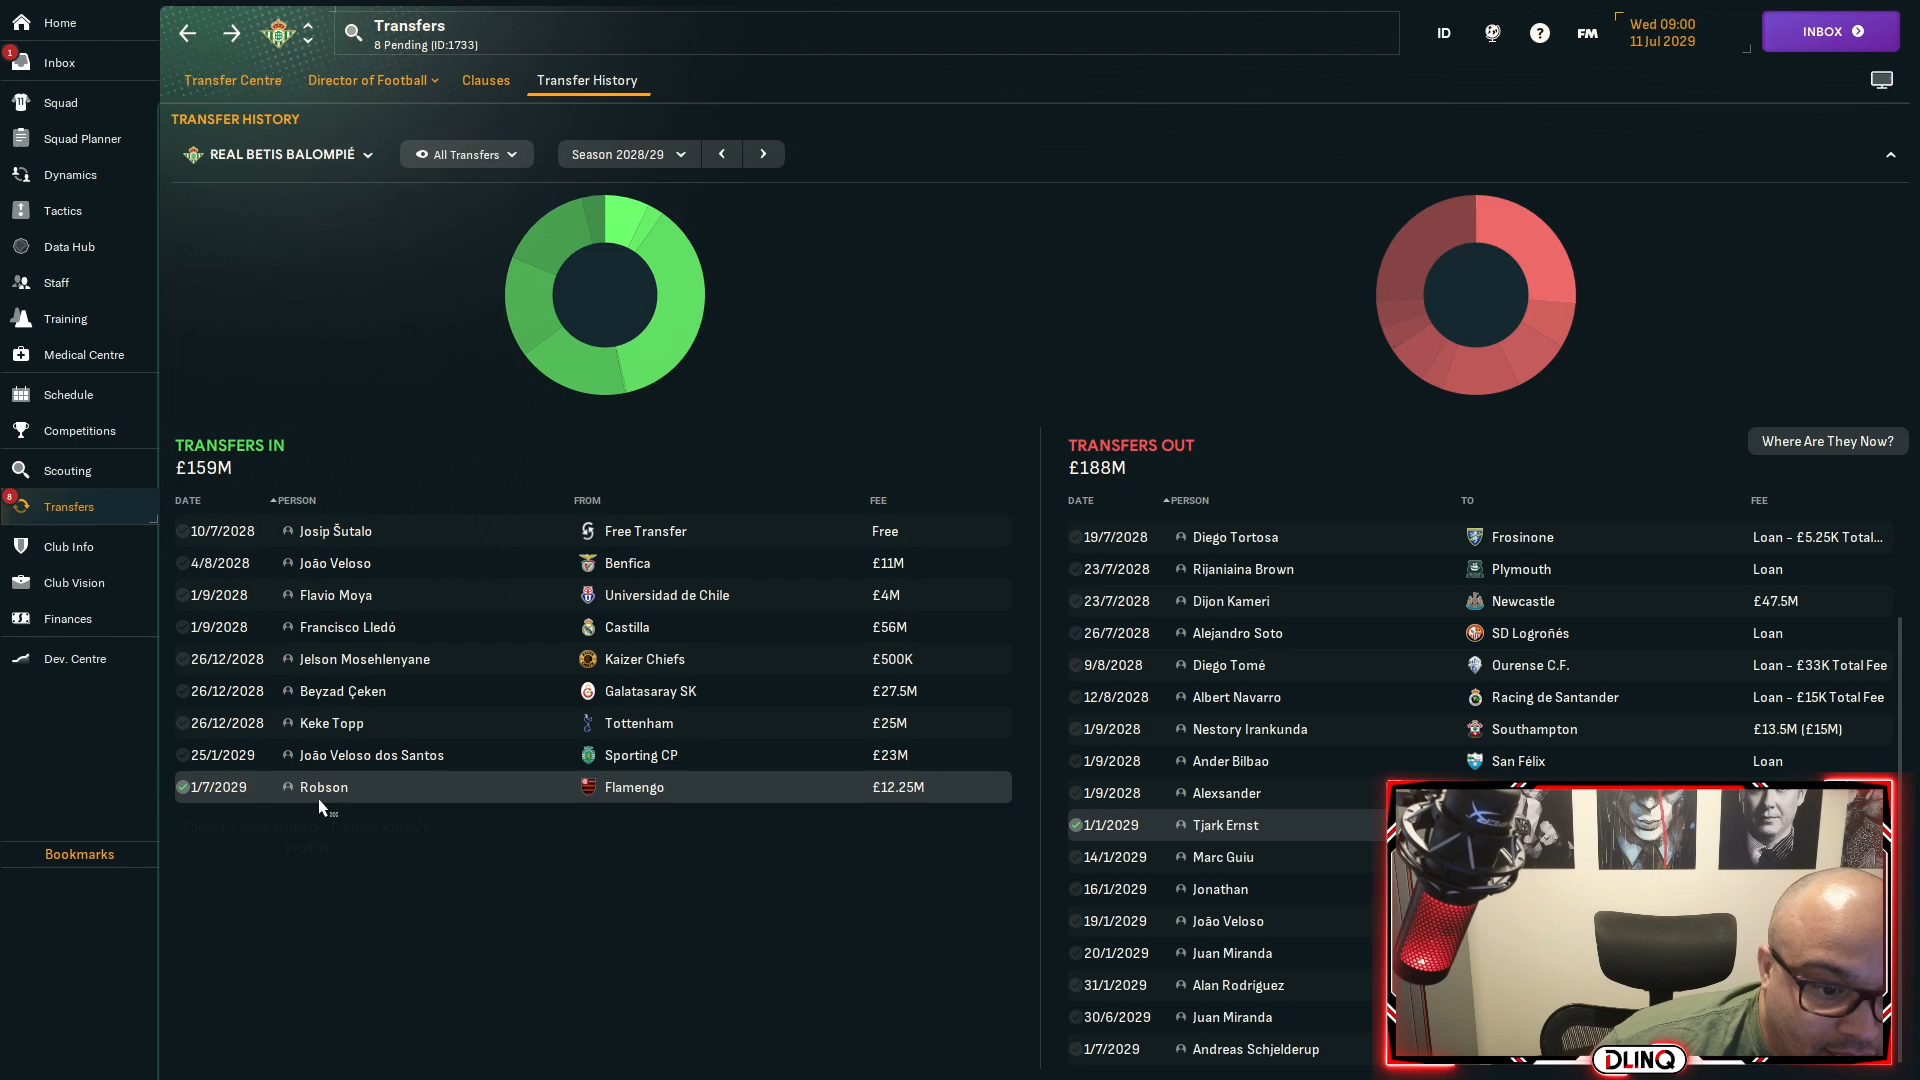 Home
1
Inbox
Squad
Squad Planner
Dynamics
Tactics
Data Hub
Staff
Training
Medical Centre
Schedule
Competitions
Scouting
8
Transfers
Club Info
Club Vision
Finances
Dev. Centre
Bookmarks
Transfers
8 Pending (ID:1733)
ID
?
FM
Wed 09:00
11 Jul 2029
INBOX
Transfer Centre
Director of Football
Clauses
Transfer History
TRANSFER HISTORY
REAL BETIS BALOMPIÉ
All Transfers
Season 2028/29
TRANSFERS IN
£159M
DATE PERSON FROM FEE
10/7/2028 Josip Šutalo Free Transfer Free
4/8/2028 João Veloso Benfica £11M
1/9/2028 Flavio Moya Universidad de Chile £4M
1/9/2028 Francisco Lledó Castilla £56M
26/12/2028 Jelson Mosehlenyane Kaizer Chiefs £500K
26/12/2028 Beyzad Çeken Galatasaray SK £27.5M
26/12/2028 Keke Topp Tottenham £25M
25/1/2029 João Veloso dos Santos Sporting CP £23M
1/7/2029 Robson Flamengo £12.25M
TRANSFERS OUT
£188M
Where Are They Now?
DATE PERSON TO FEE
19/7/2028 Diego Tortosa Frosinone Loan - £5.25K Total...
23/7/2028 Rijaniaina Brown Plymouth Loan
23/7/2028 Dijon Kameri Newcastle £47.5M
26/7/2028 Alejandro Soto SD Logroñés Loan
9/8/2028 Diego Tomé Ourense C.F. Loan - £33K Total Fee
12/8/2028 Albert Navarro Racing de Santander Loan - £15K Total Fee
1/9/2028 Nestory Irankunda Southampton £13.5M (£15M)
1/9/2028 Ander Bilbao San Félix Loan
1/9/2028 Alexsander
1/1/2029 Tjark Ernst
14/1/2029 Marc Guiu
16/1/2029 Jonathan
19/1/2029 João Veloso
20/1/2029 Juan Miranda
31/1/2029 Alan Rodríguez
30/6/2029 Juan Miranda
1/7/2029 Andreas Schjelderup
DLINQ